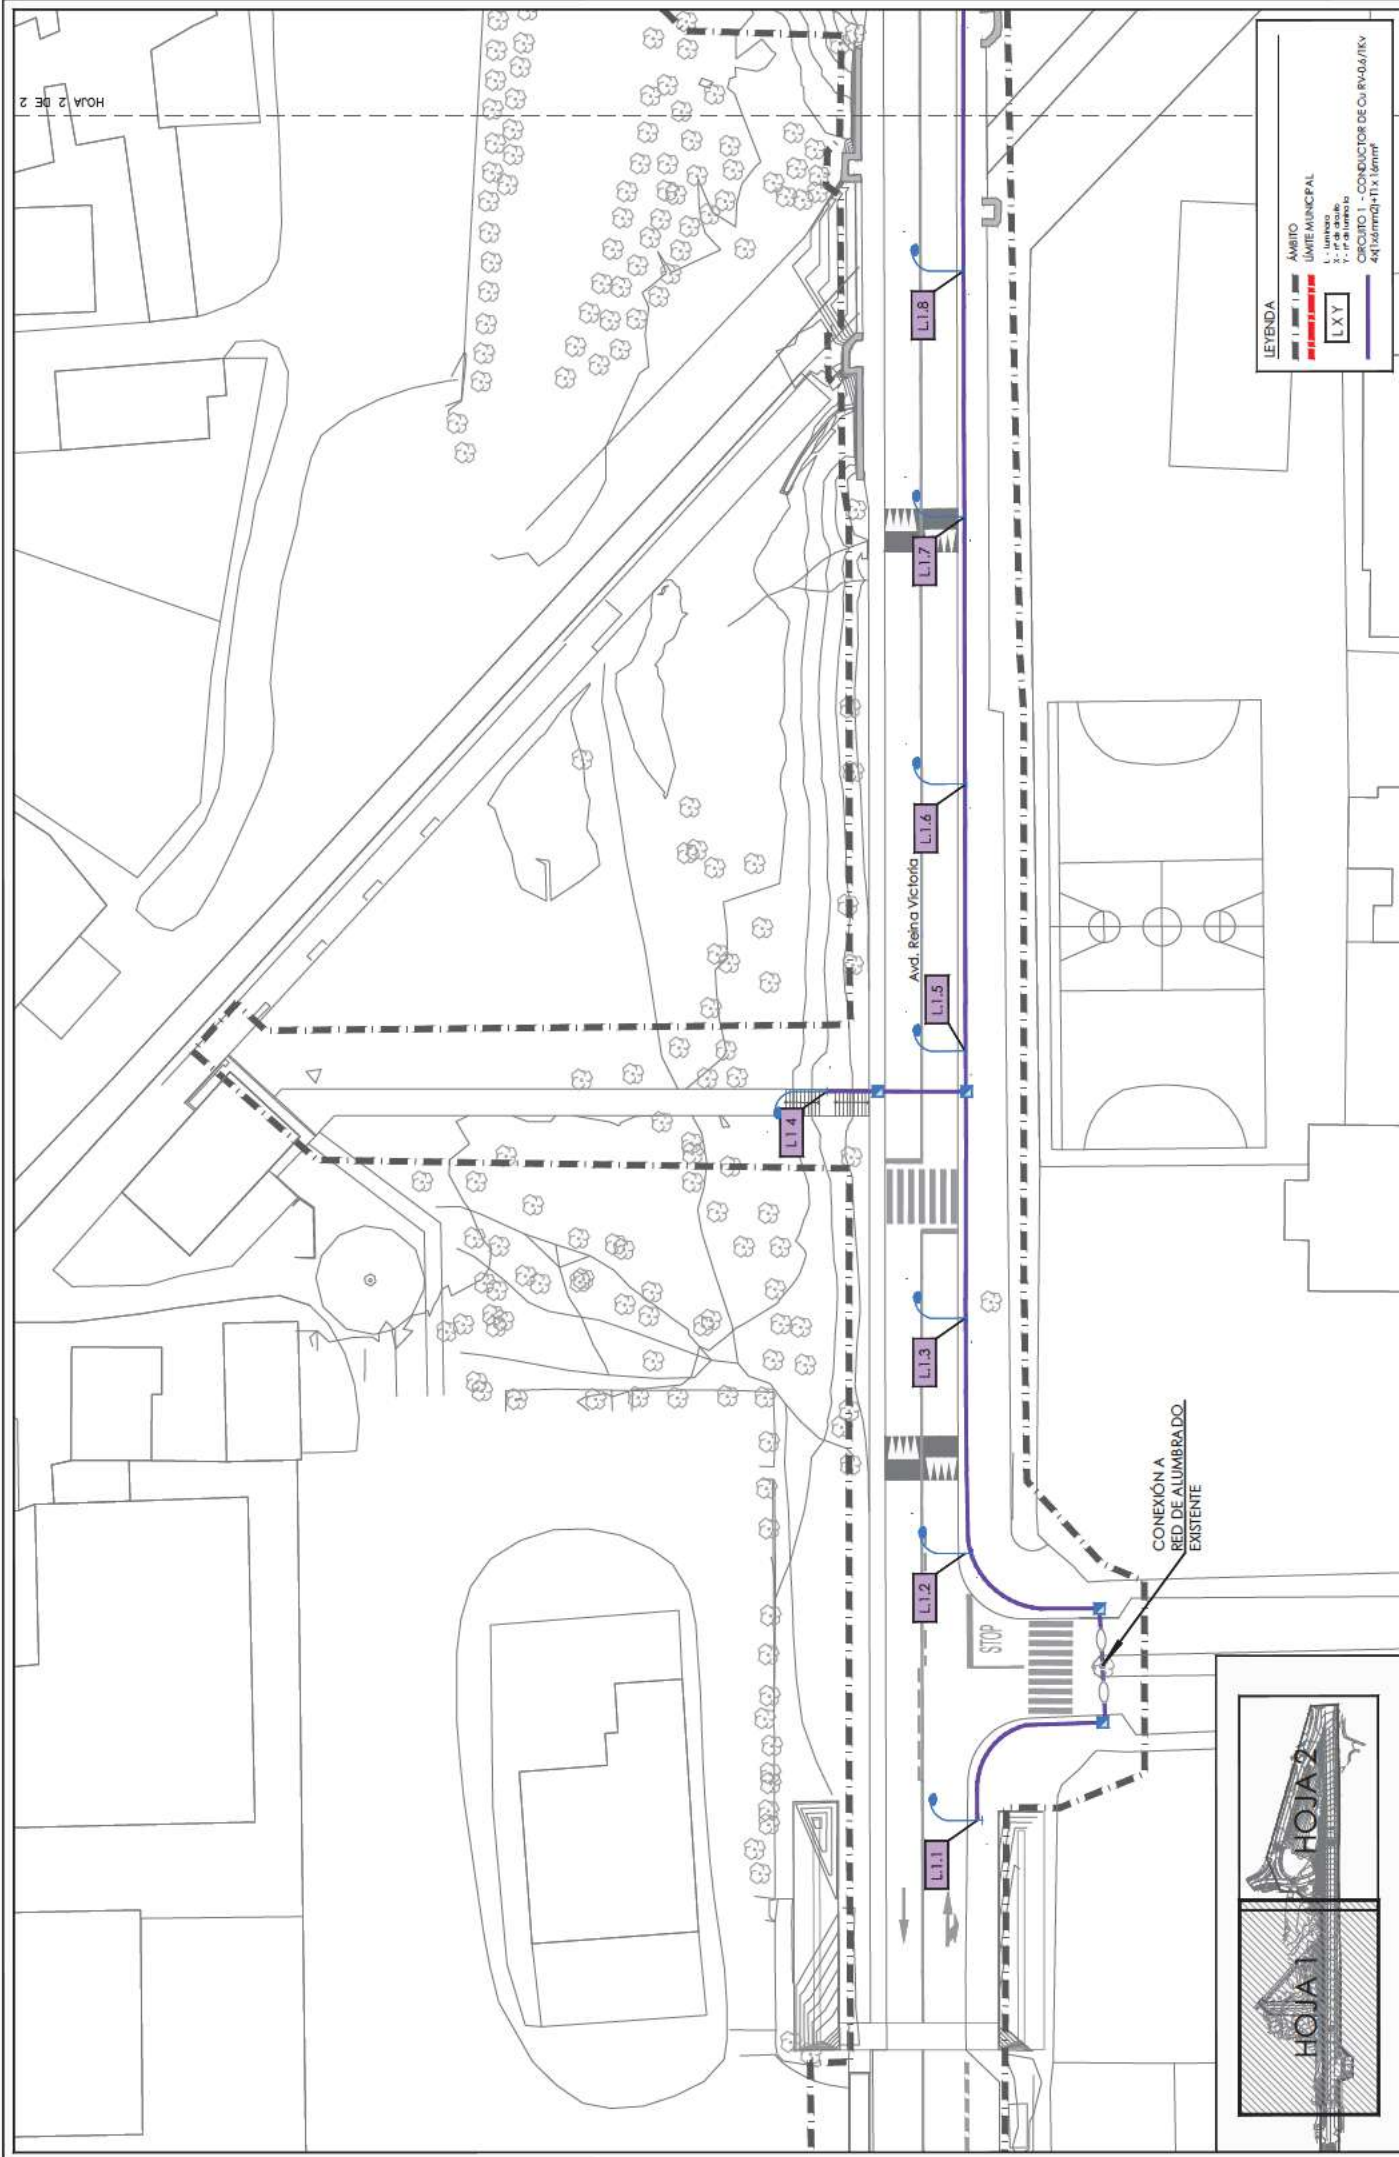 HOJA 2 DE 2
L.1.1
L.1.2
L.1.3
L.1 4
L.1.5
L.1.6
L.1.7
L.1.8
Avd. Reina Victoria
STOP
CONEXIÓN A
RED DE ALUMBRADO
EXISTENTE
HOJA 1
HOJA 2
LEYENDA
ÁMBITO
LÍMITE MUNICIPAL
L X Y
L - Luminaria
X - nº de circuito
Y - nº de luminaria
CIRCUITO 1 - CONDUCTOR DE Cu RV-0.6/1Kv
4x(1x6mm2)+T1x 16mm²